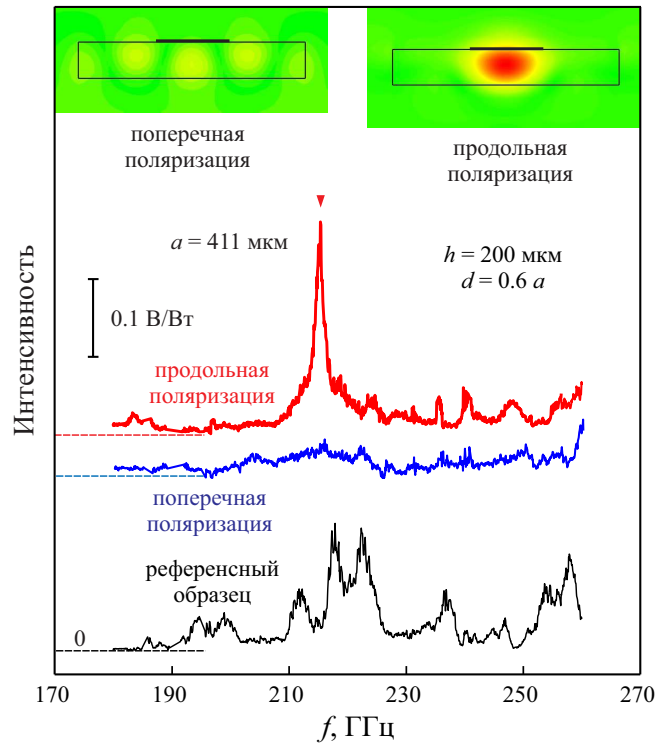 поперечная
поляризация
продольная
поляризация
a = 411 мкм
h = 200 мкм
d = 0.6 a
0.1 В/Вт
продольная
поляризация
поперечная
поляризация
референсный
образец
0
Интенсивность
170 190 210 230 250 270
f, ГГц